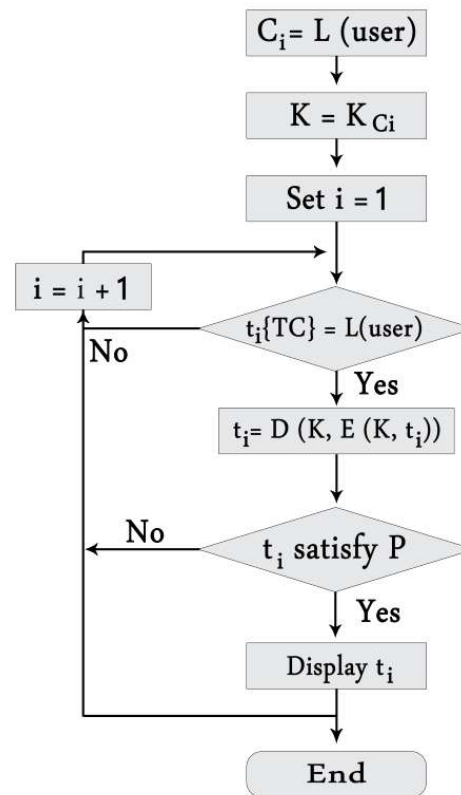 Cᵢ= L (user)
K = K Cᵢ
Set i = 1
i = i + 1
tᵢ{TC} = L(user)
No
Yes
tᵢ= D (K, E (K, tᵢ))
No
tᵢ satisfy P
Yes
Display tᵢ
End